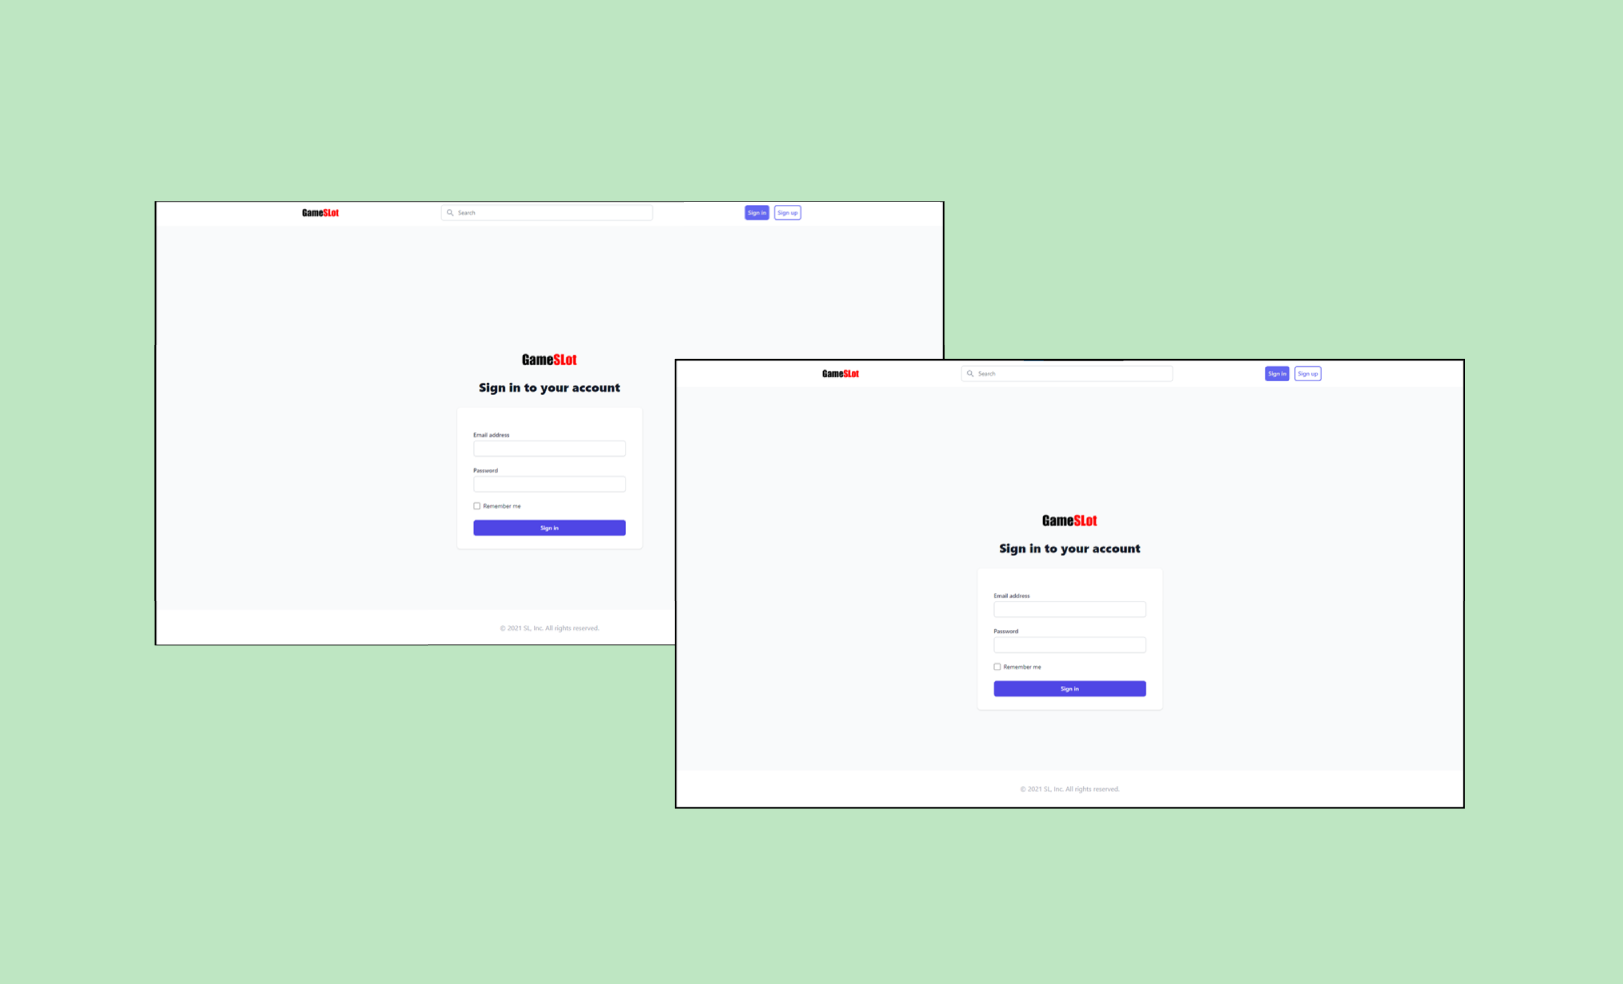 GameSLot
Search
Sign in
Sign up
GameSLot
Sign in to your account
Email address
Password
Remember me
Sign in
© 2021 SL, Inc. All rights reserved.
GameSLot
Search
Sign in
Sign up
GameSLot
Sign in to your account
Email address
Password
Remember me
Sign in
© 2021 SL, Inc. All rights reserved.